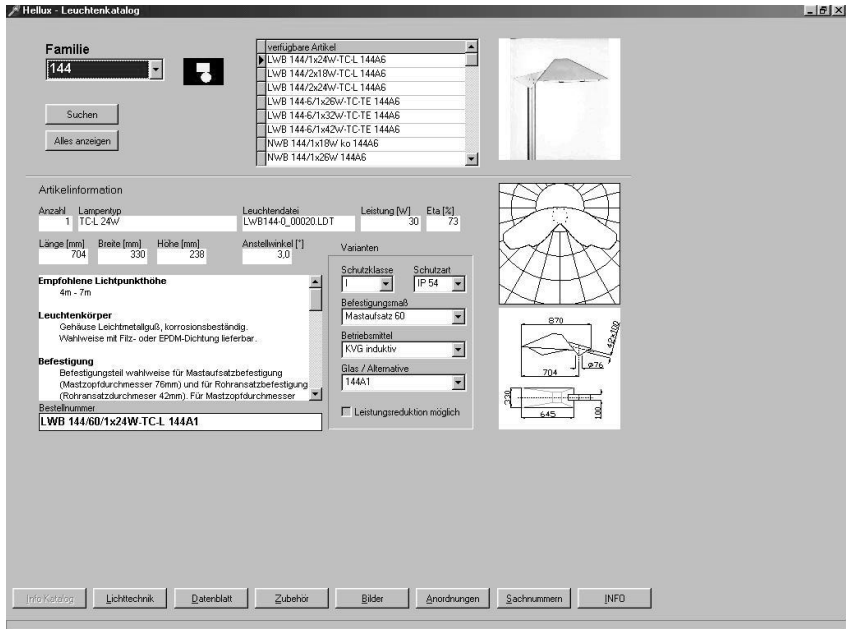 Hellux - Leuchtenkatalog
Familie
144
Suchen
Alles anzeigen
verfügbare Artikel
LWB 144/1x24W-TC-L 144A6
LWB 144/2x18W-TC-L 144A6
LWB 144/2x24W-TC-L 144A6
LWB 144-6/1x26W-TC-TE 144A6
LWB 144-6/1x32W-TC-TE 144A6
LWB 144-6/1x42W-TC-TE 144A6
NWB 144/1x18W ko 144A6
NWB 144/1x26W 144A6
Artikelinformation
Anzahl Lampentyp Leuchtendatei Leistung [W] Eta [%]
1 TC-L 24W LWB144-0_00020.LDT 30 73
Länge [mm] Breite [mm] Höhe [mm] Anstellwinkel [°]
704 330 238 3,0
Empfohlene Lichtpunkthöhe
4m - 7m
Leuchtenkörper
Gehäuse Leichtmetallguß, korrosionsbeständig.
Wahlweise mit Filz- oder EPDM-Dichtung lieferbar.
Befestigung
Befestigungsteil wahlweise für Mastaufsatzbefestigung
(Mastzopfdurchmesser 76mm) und für Rohransatzbefestigung
(Rohransatzdurchmeser 42mm). Für Mastzopfdurchmesser
Bestellnummer
LWB 144/60/1x24W-TC-L 144A1
Varianten
Schutzklasse Schutzart
I IP 54
Befestigungsmaß
Mastaufsatz 60
Betriebsmittel
KVG induktiv
Glas / Alternative
144A1
Leistungsreduktion möglich
870
42x100
704
ø76
330
645
100
Info Katalog Lichttechnik Datenblatt Zubehör Bilder Anordnungen Sachnummern INFO